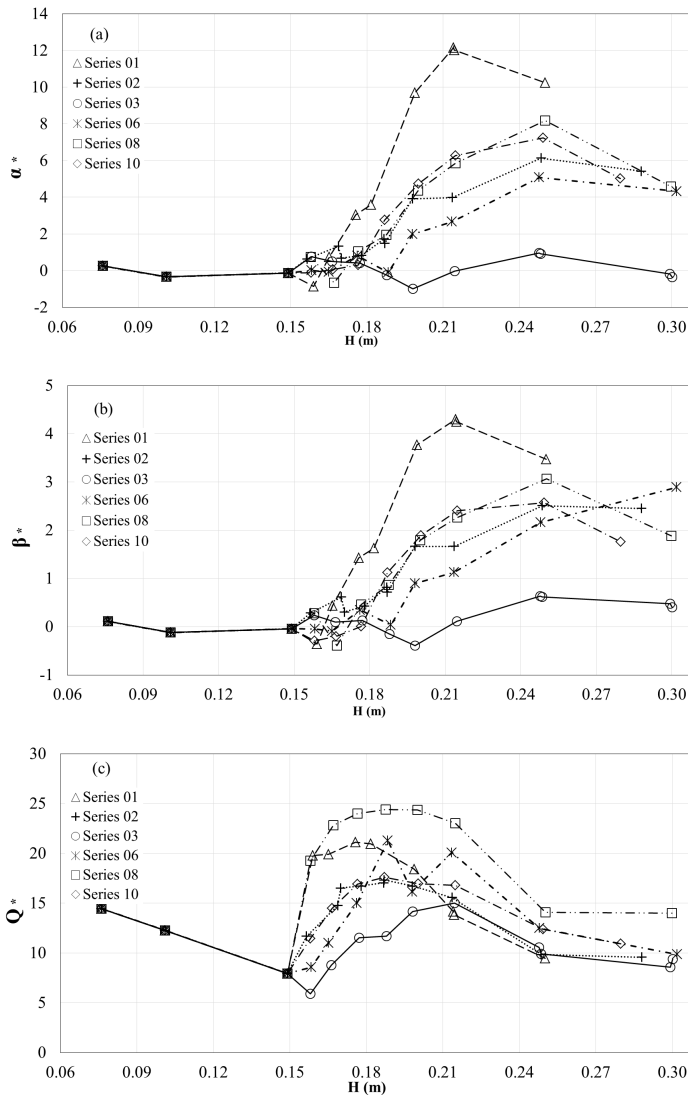 14
(a)
12
Series 01
10
Series 02
Series 03
8
Series 06
Series 08
6
Series 10
α*
4
2
0
-2
0.06 0.09 0.12 0.15 0.18 0.21 0.24 0.27 0.30
H (m)
5
(b)
4
Series 01
Series 02
3
Series 03
Series 06
2
Series 08
Series 10
β*
1
0
-1
0.06 0.09 0.12 0.15 0.18 0.21 0.24 0.27 0.30
H (m)
30
(c)
25
Series 01
Series 02
20
Series 03
Series 06
15
Series 08
Series 10
Q*
10
5
0
0.06 0.09 0.12 0.15 0.18 0.21 0.24 0.27 0.30
H (m)